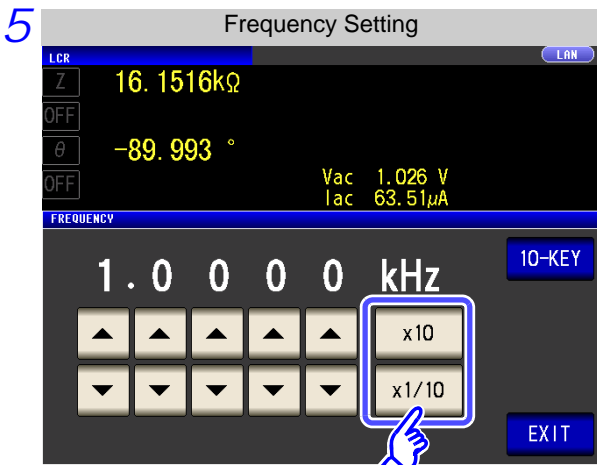 5
Frequency Setting
LCR
LAN
Z 16.1516kΩ
OFF
θ -89.993 °
OFF
Vac 1.026 V
Iac 63.51μA
FREQUENCY
1.0000 kHz
10-KEY
x10
x1/10
EXIT